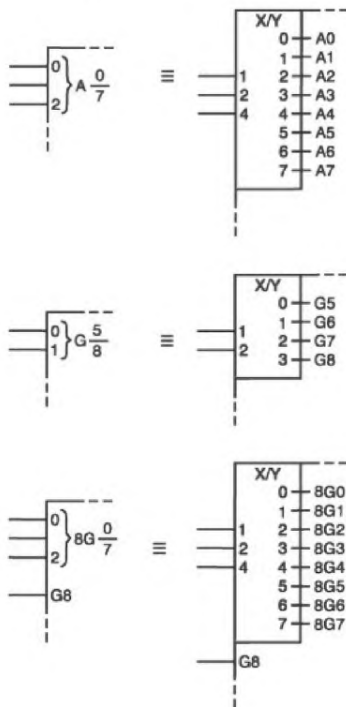 X/Y
0 A0
1 A1
0 } A 0/7 ≡ 1 2 A2
2 3 A3
2 4 4 A4
5 A5
6 A6
7 A7
X/Y
0 G5
0 } G 5/8 ≡ 1 1 G6
1 2 2 G7
3 G8
X/Y
0 8G0
1 8G1
0 } 8G 0/7 ≡ 1 2 8G2
2 3 8G3
2 4 4 8G4
5 8G5
G8 6 8G6
7 8G7
G8